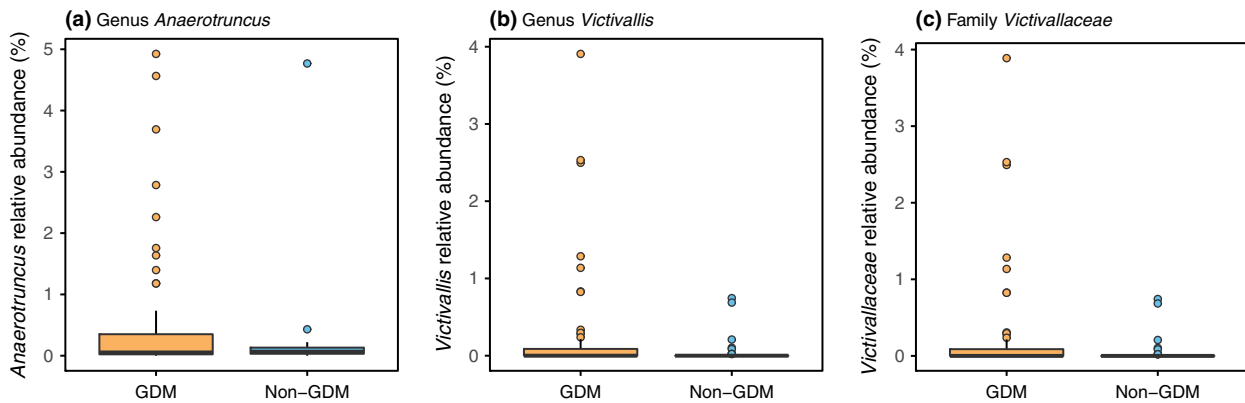 (a) Genus Anaerotruncus
Anaerotruncus relative abundance (%)
5
4
3
2
1
0
GDM
Non−GDM
(b) Genus Victivallis
Victivallis relative abundance (%)
4
3
2
1
0
GDM
Non−GDM
(c) Family Victivallaceae
Victivallaceae relative abundance (%)
4
3
2
1
0
GDM
Non−GDM